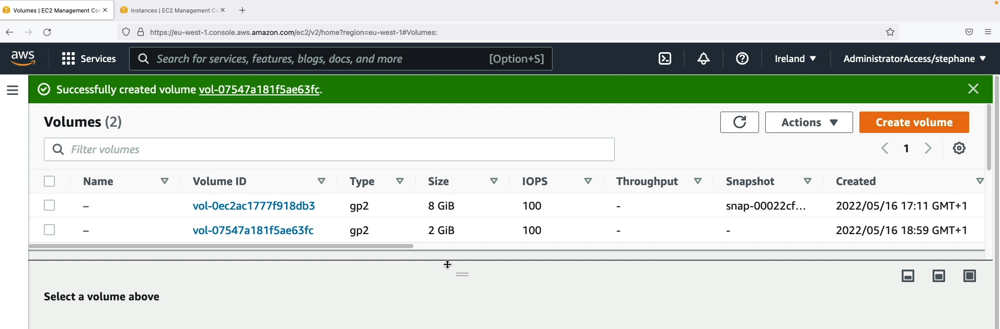 Volumes | EC2 Management Con
Instances | EC2 Management Co
https://eu-west-1.console.aws.amazon.com/ec2/v2/home?region=eu-west-1#Volumes:
aws
Services
Search for services, features, blogs, docs, and more
[Option+S]
Ireland
AdministratorAccess/stephane
Successfully created volume vol-07547a181f5ae63fc.
Volumes (2)
Actions
Create volume
Filter volumes
1
Name Volume ID Type Size IOPS Throughput Snapshot Created
– vol-0ec2ac1777f918db3 gp2 8 GiB 100 - snap-00022cf... 2022/05/16 17:11 GMT+1
– vol-07547a181f5ae63fc gp2 2 GiB 100 - - 2022/05/16 18:59 GMT+1
Select a volume above